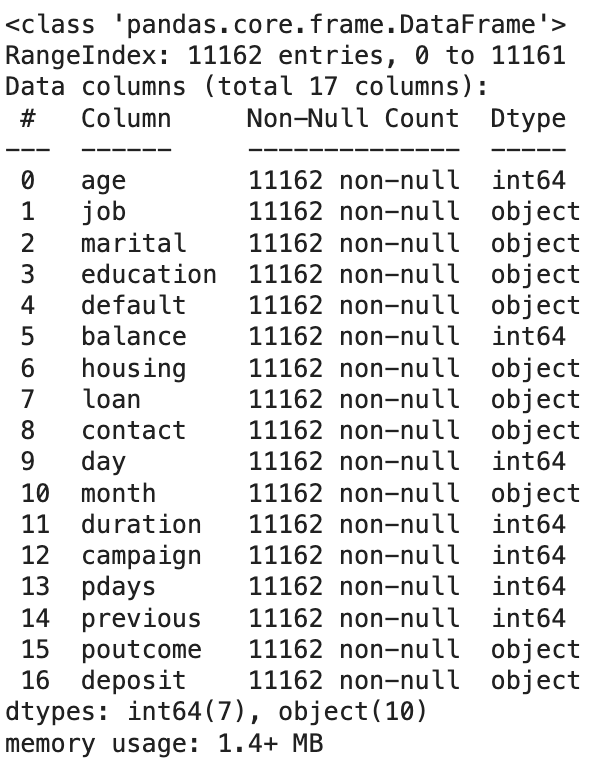 <class 'pandas.core.frame.DataFrame'>
RangeIndex: 11162 entries, 0 to 11161
Data columns (total 17 columns):
 #   Column     Non-Null Count  Dtype
---  ------     --------------  -----
 0   age        11162 non-null  int64
 1   job        11162 non-null  object
 2   marital    11162 non-null  object
 3   education  11162 non-null  object
 4   default    11162 non-null  object
 5   balance    11162 non-null  int64
 6   housing    11162 non-null  object
 7   loan       11162 non-null  object
 8   contact    11162 non-null  object
 9   day        11162 non-null  int64
 10  month      11162 non-null  object
 11  duration   11162 non-null  int64
 12  campaign   11162 non-null  int64
 13  pdays      11162 non-null  int64
 14  previous   11162 non-null  int64
 15  poutcome   11162 non-null  object
 16  deposit    11162 non-null  object
dtypes: int64(7), object(10)
memory usage: 1.4+ MB